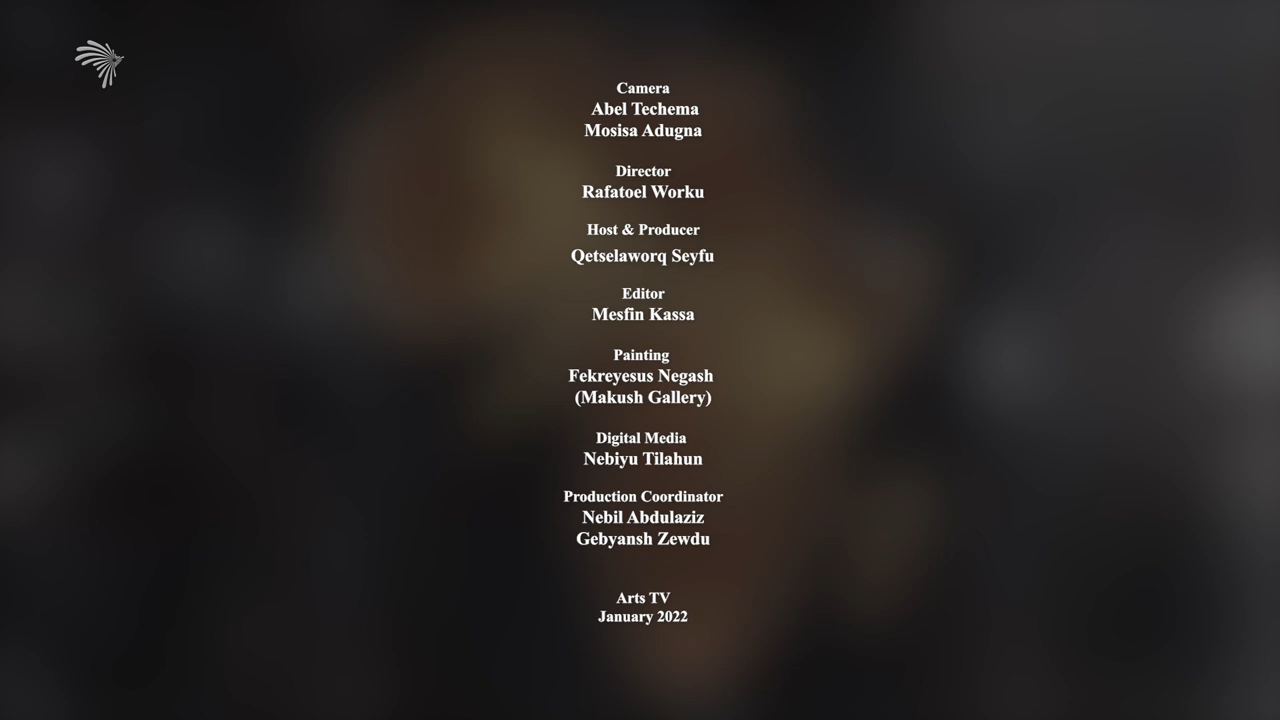 Camera
Abel Techema
Mosisa Adugna
Director
Rafatoel Worku
Host & Producer
Qetselaworq Seyfu
Editor
Mesfin Kassa
Painting
Fekreyesus Negash
(Makush Gallery)
Digital Media
Nebiyu Tilahun
Production Coordinator
Nebil Abdulaziz
Gebyansh Zewdu
Arts TV
January 2022